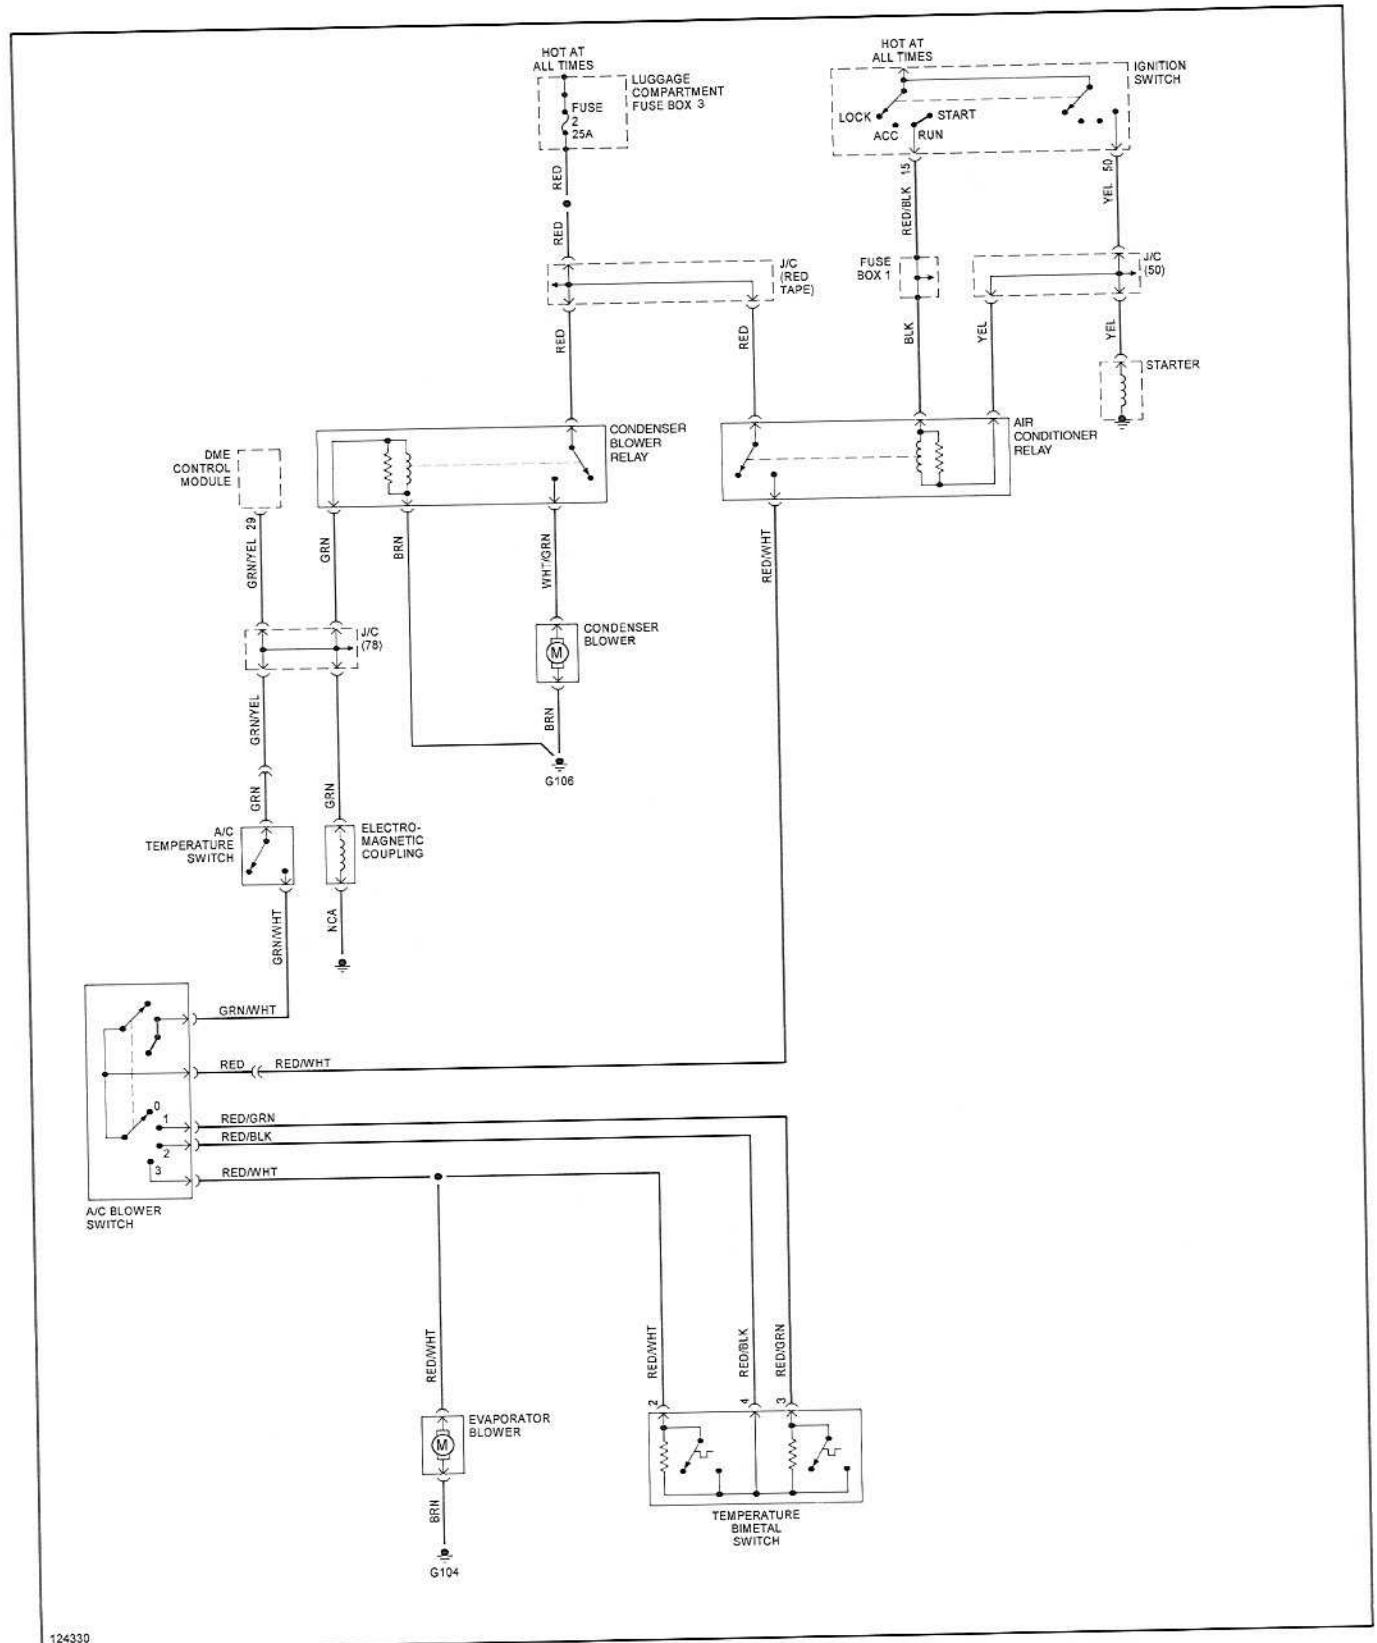 HOT AT
ALL TIMES
LUGGAGE
COMPARTMENT
FUSE BOX 3
FUSE
2
25A
HOT AT
ALL TIMES
IGNITION
SWITCH
LOCK
START
ACC
RUN
RED
15
50
RED/BLK
YEL
RED
J/C
(RED
TAPE)
FUSE
BOX 1
J/C
(50)
RED
RED
BLK
YEL
YEL
STARTER
CONDENSER
BLOWER
RELAY
AIR
CONDITIONER
RELAY
DME
CONTROL
MODULE
29
GRN/YEL
GRN
BRN
WHT/GRN
RED/WHT
J/C
(78)
CONDENSER
BLOWER
M
GRN/YEL
BRN
G106
GRN
GRN
A/C
TEMPERATURE
SWITCH
ELECTRO-
MAGNETIC
COUPLING
GRN/WHT
NCA
GRN/WHT
RED
RED/WHT
0
1
RED/GRN
RED/BLK
2
3
RED/WHT
A/C BLOWER
SWITCH
RED/WHT
RED/WHT
RED/BLK
RED/GRN
2
4
3
EVAPORATOR
BLOWER
M
BRN
TEMPERATURE
BIMETAL
SWITCH
G104
124330